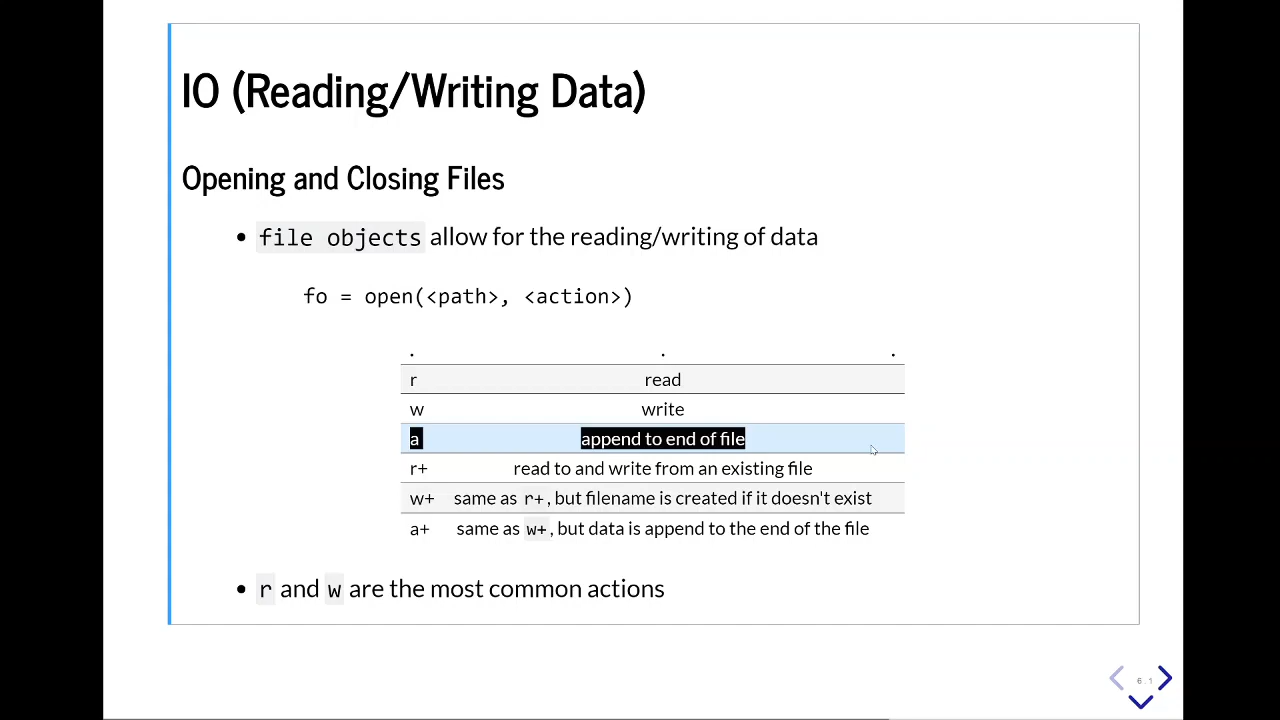 IO (Reading/Writing Data)
Opening and Closing Files
• file objects allow for the reading/writing of data
fo = open(<path>, <action>)
. . .
r read
w write
a append to end of file
r+ read to and write from an existing file
w+ same as r+, but filename is created if it doesn't exist
a+ same as w+, but data is append to the end of the file
• r and w are the most common actions
6.1